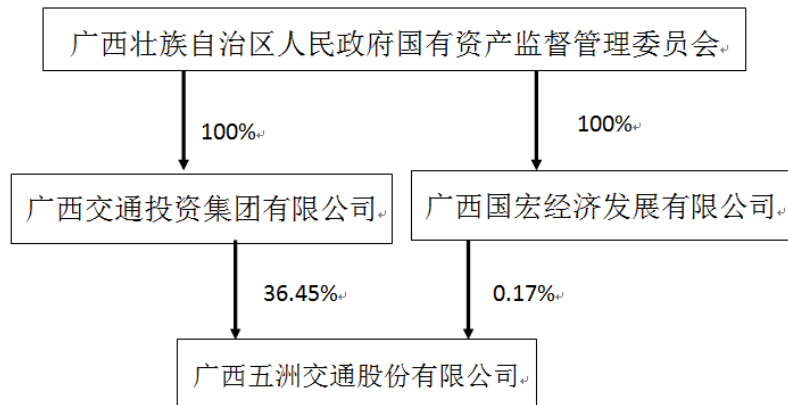 广西壮族自治区人民政府国有资产监督管理委员会
100%
100%
广西交通投资集团有限公司
广西国宏经济发展有限公司
36.45%
0.17%
广西五洲交通股份有限公司